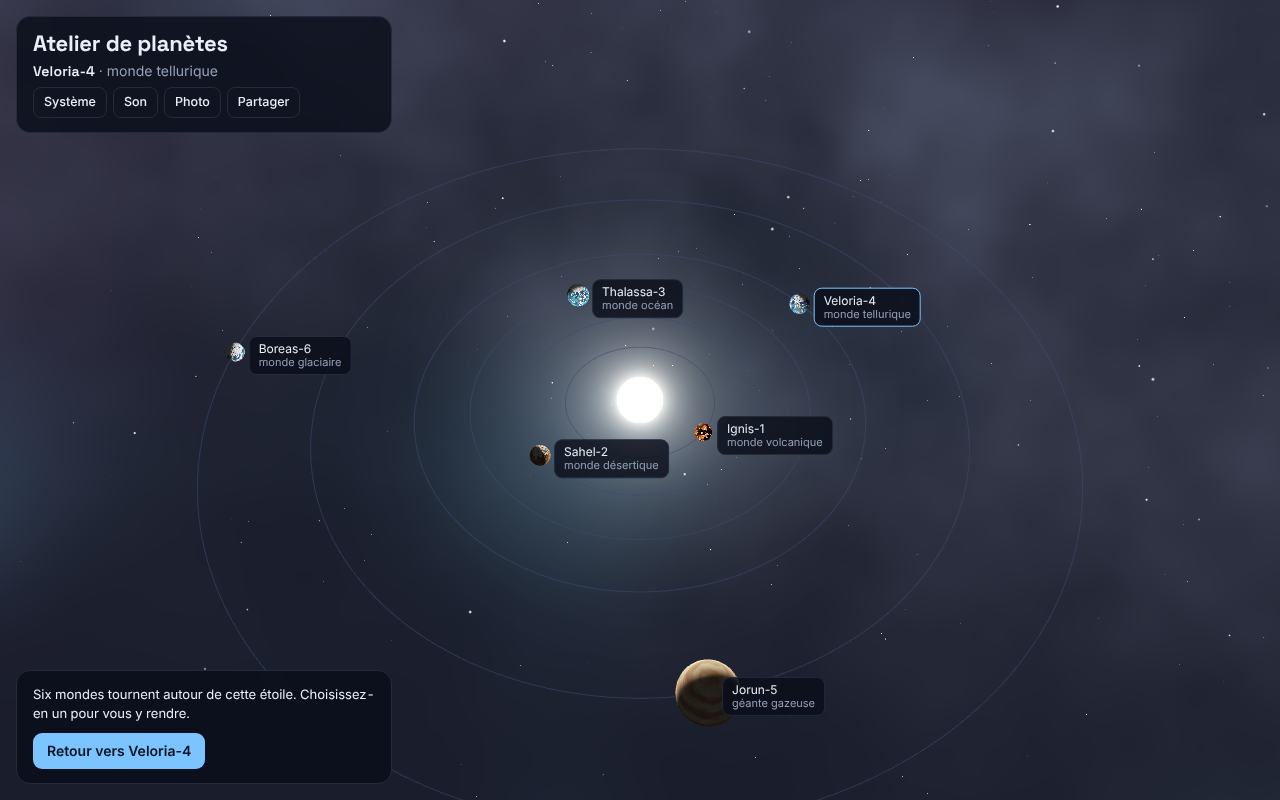 Atelier de planètes
Veloria-4 · monde tellurique
Système Son Photo Partager
Thalassa-3
monde océan
Veloria-4
monde tellurique
Boreas-6
monde glaciaire
Ignis-1
monde volcanique
Sahel-2
monde désertique
Jorun-5
géante gazeuse
Six mondes tournent autour de cette étoile. Choisissez-
en un pour vous y rendre.
Retour vers Veloria-4